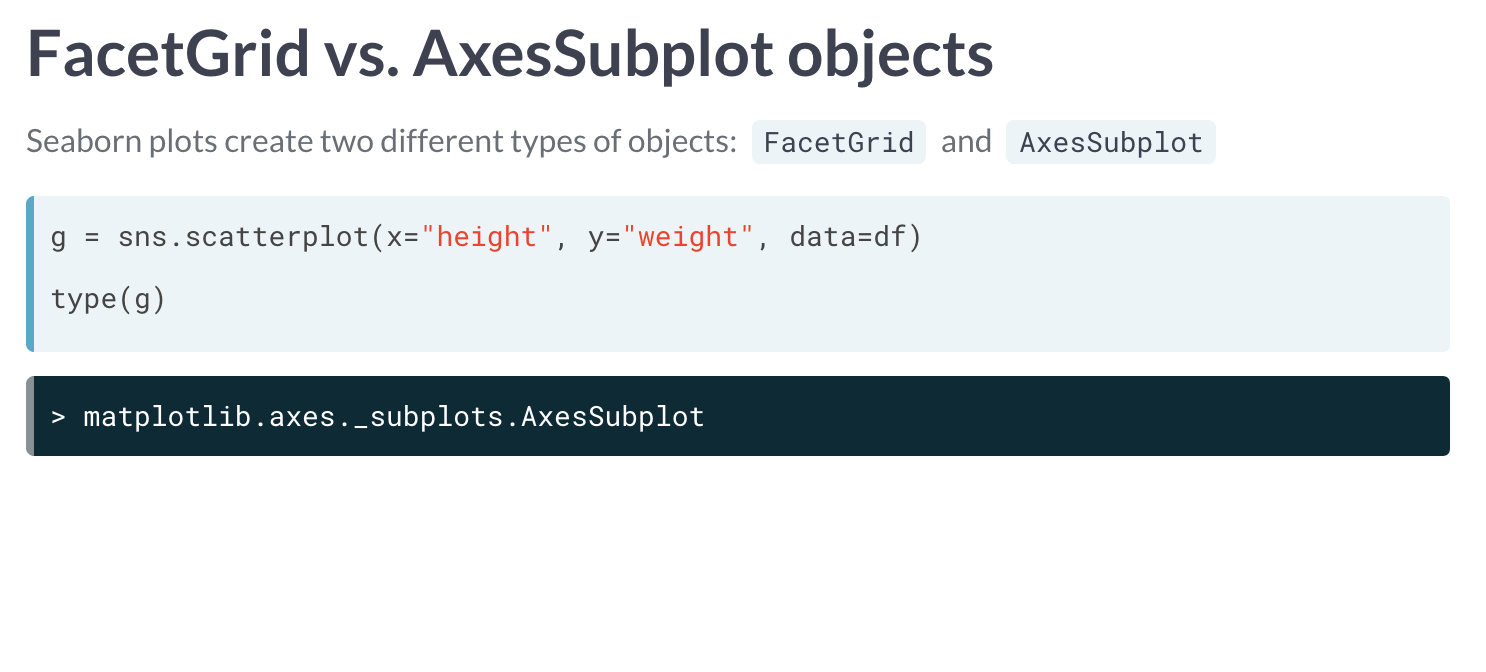 FacetGrid vs. AxesSubplot objects
Seaborn plots create two different types of objects: FacetGrid and AxesSubplot
g = sns.scatterplot(x="height", y="weight", data=df)
type(g)
> matplotlib.axes._subplots.AxesSubplot